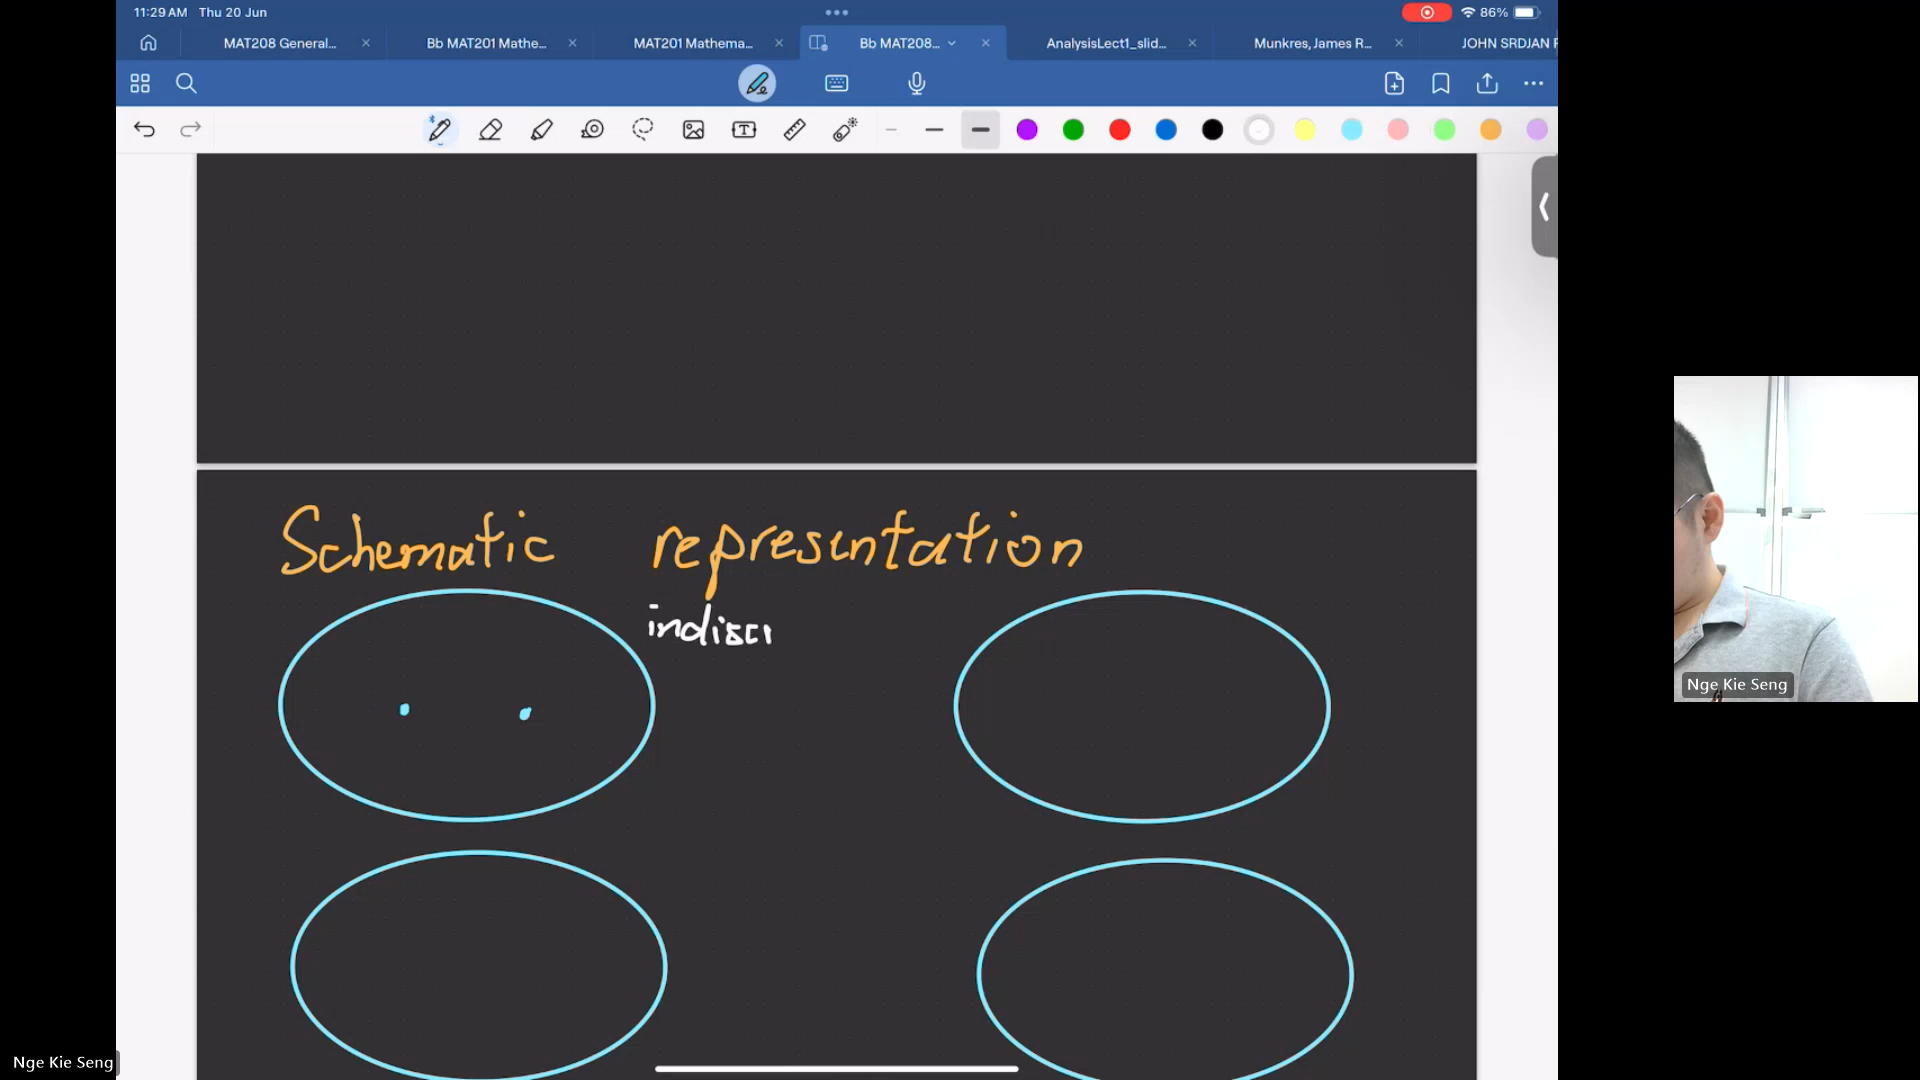 11:29 AM Thu 20 Jun
86%
MAT208 General...
Bb MAT201 Mathe...
MAT201 Mathema...
Bb MAT208...
AnalysisLect1_slid...
Munkres, James R...
JOHN SRDJAN
Schematic representation
indiscr
Nge Kie Seng
Nge Kie Seng